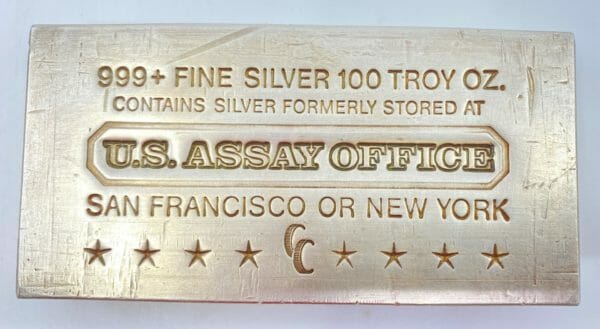 999+ FINE SILVER 100 TROY OZ.
CONTAINS SILVER FORMERLY STORED AT
U.S. ASSAY OFFICE
SAN FRANCISCO OR NEW YORK
CC